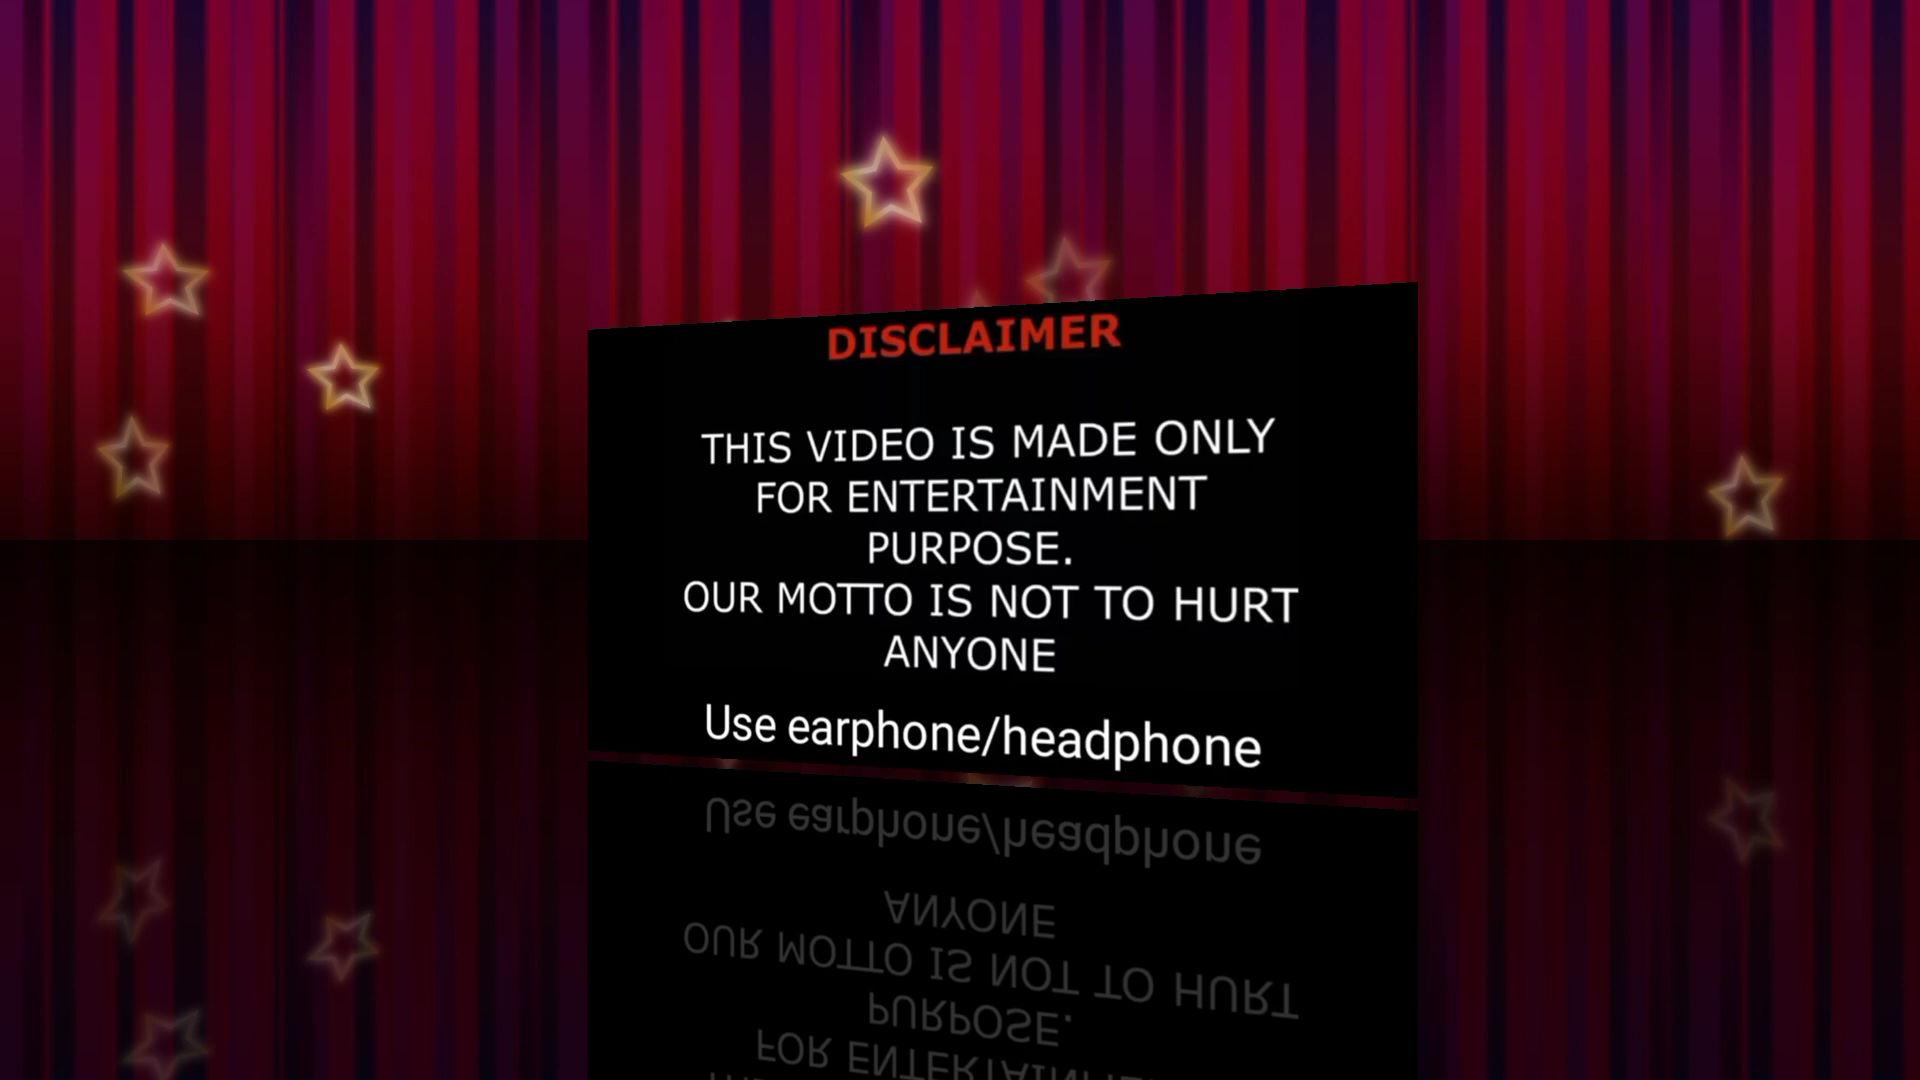 DISCLAIMER
THIS VIDEO IS MADE ONLY
FOR ENTERTAINMENT
PURPOSE.
OUR MOTTO IS NOT TO HURT
ANYONE
Use earphone/headphone